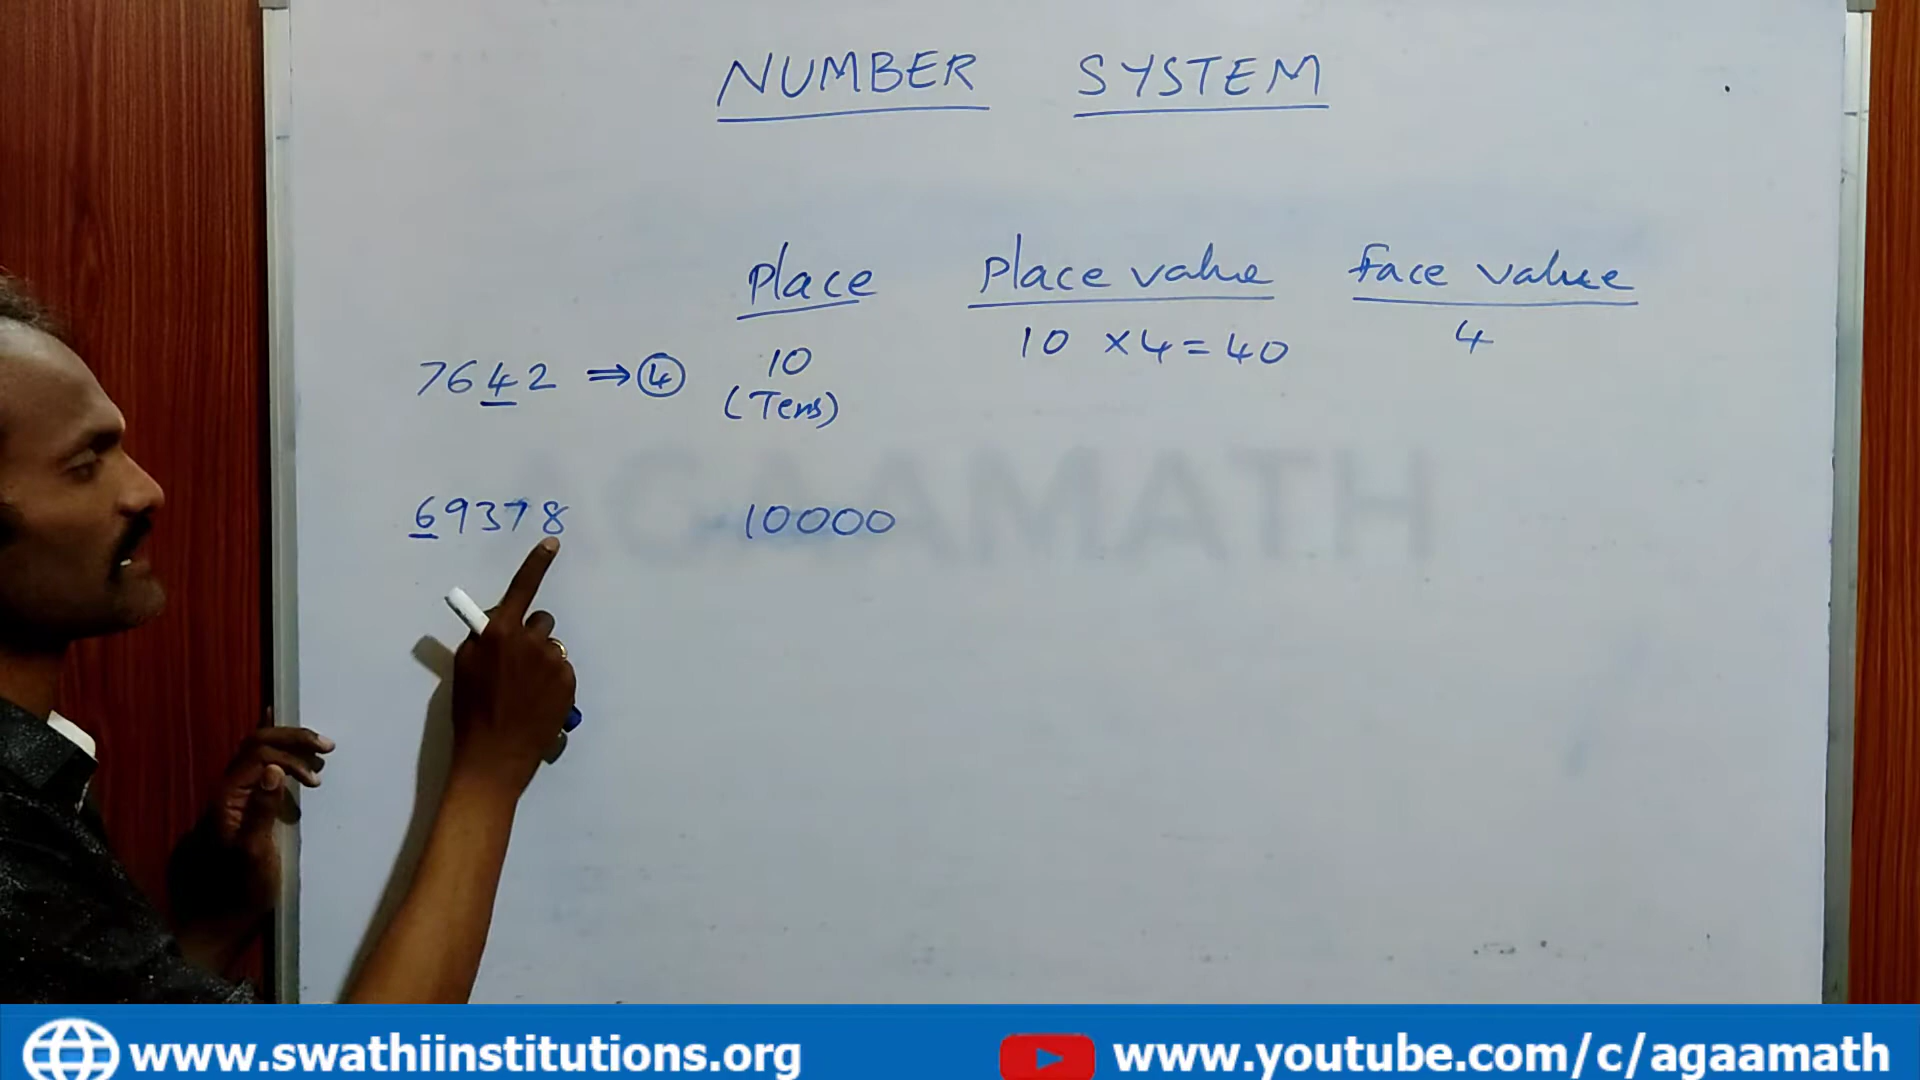 NUMBER SYSTEM
Place Place value Face value
7642 ⇒ 4 10 10 × 4 = 40 4
(Tens)
69378 10000
AGAAMATH
www.swathiinstitutions.org www.youtube.com/c/agaamath